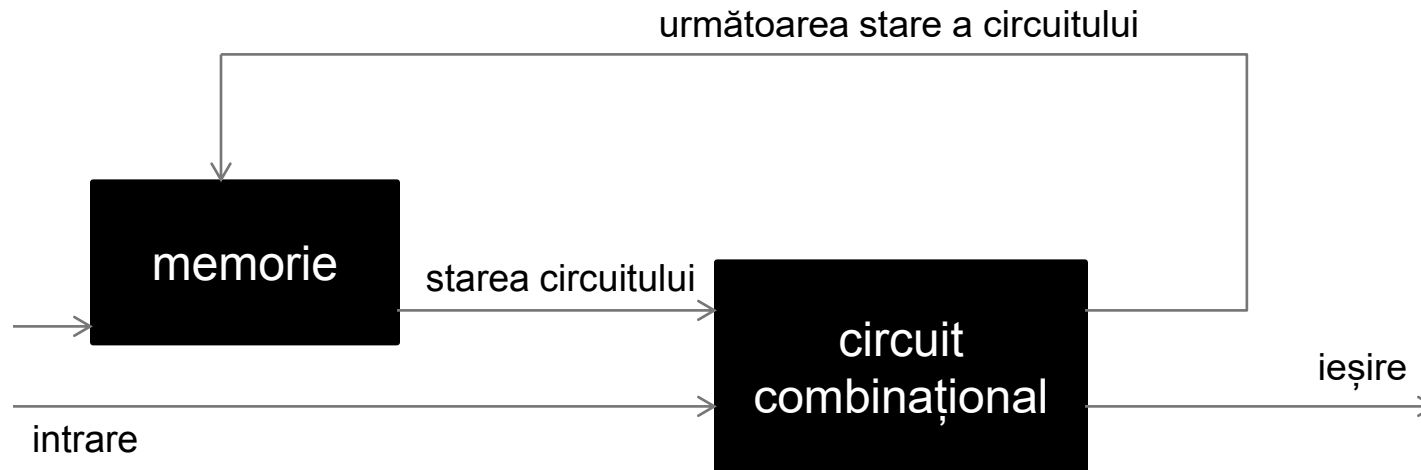 următoarea stare a circuitului
memorie
starea circuitului
circuit
combinațional
ieșire
intrare